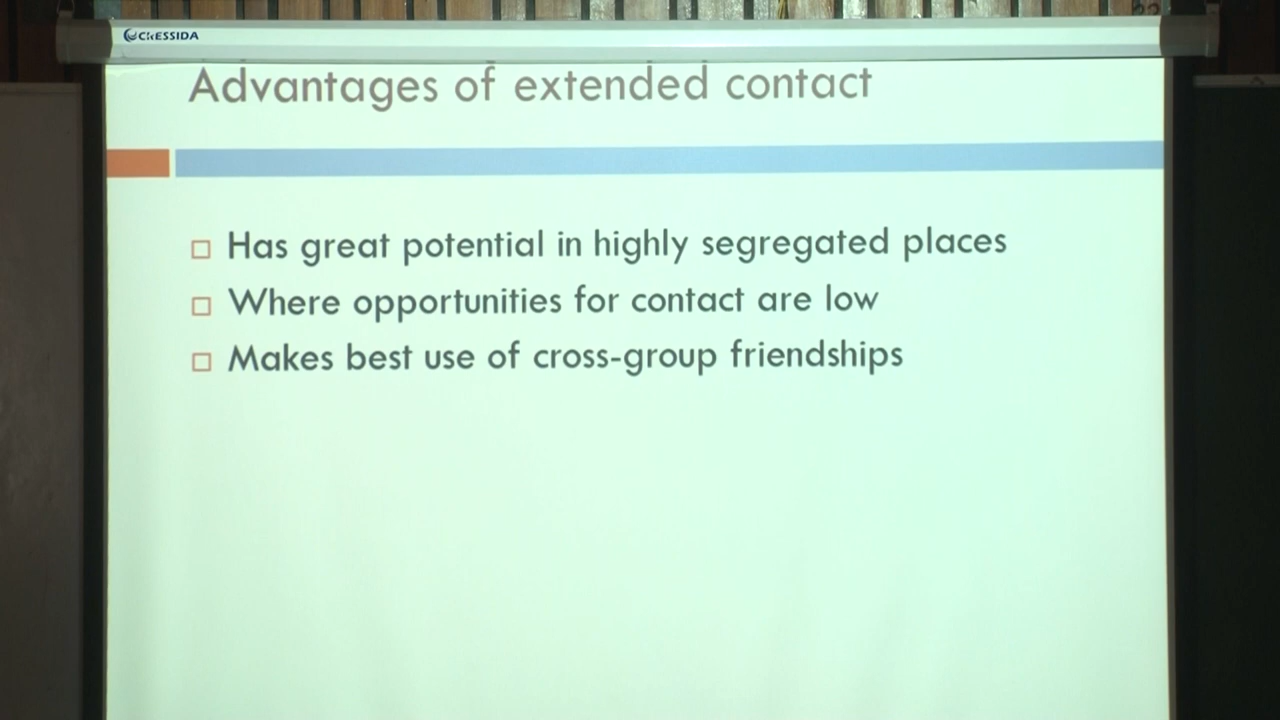 CRESSIDA
Advantages of extended contact
Has great potential in highly segregated places
Where opportunities for contact are low
Makes best use of cross-group friendships